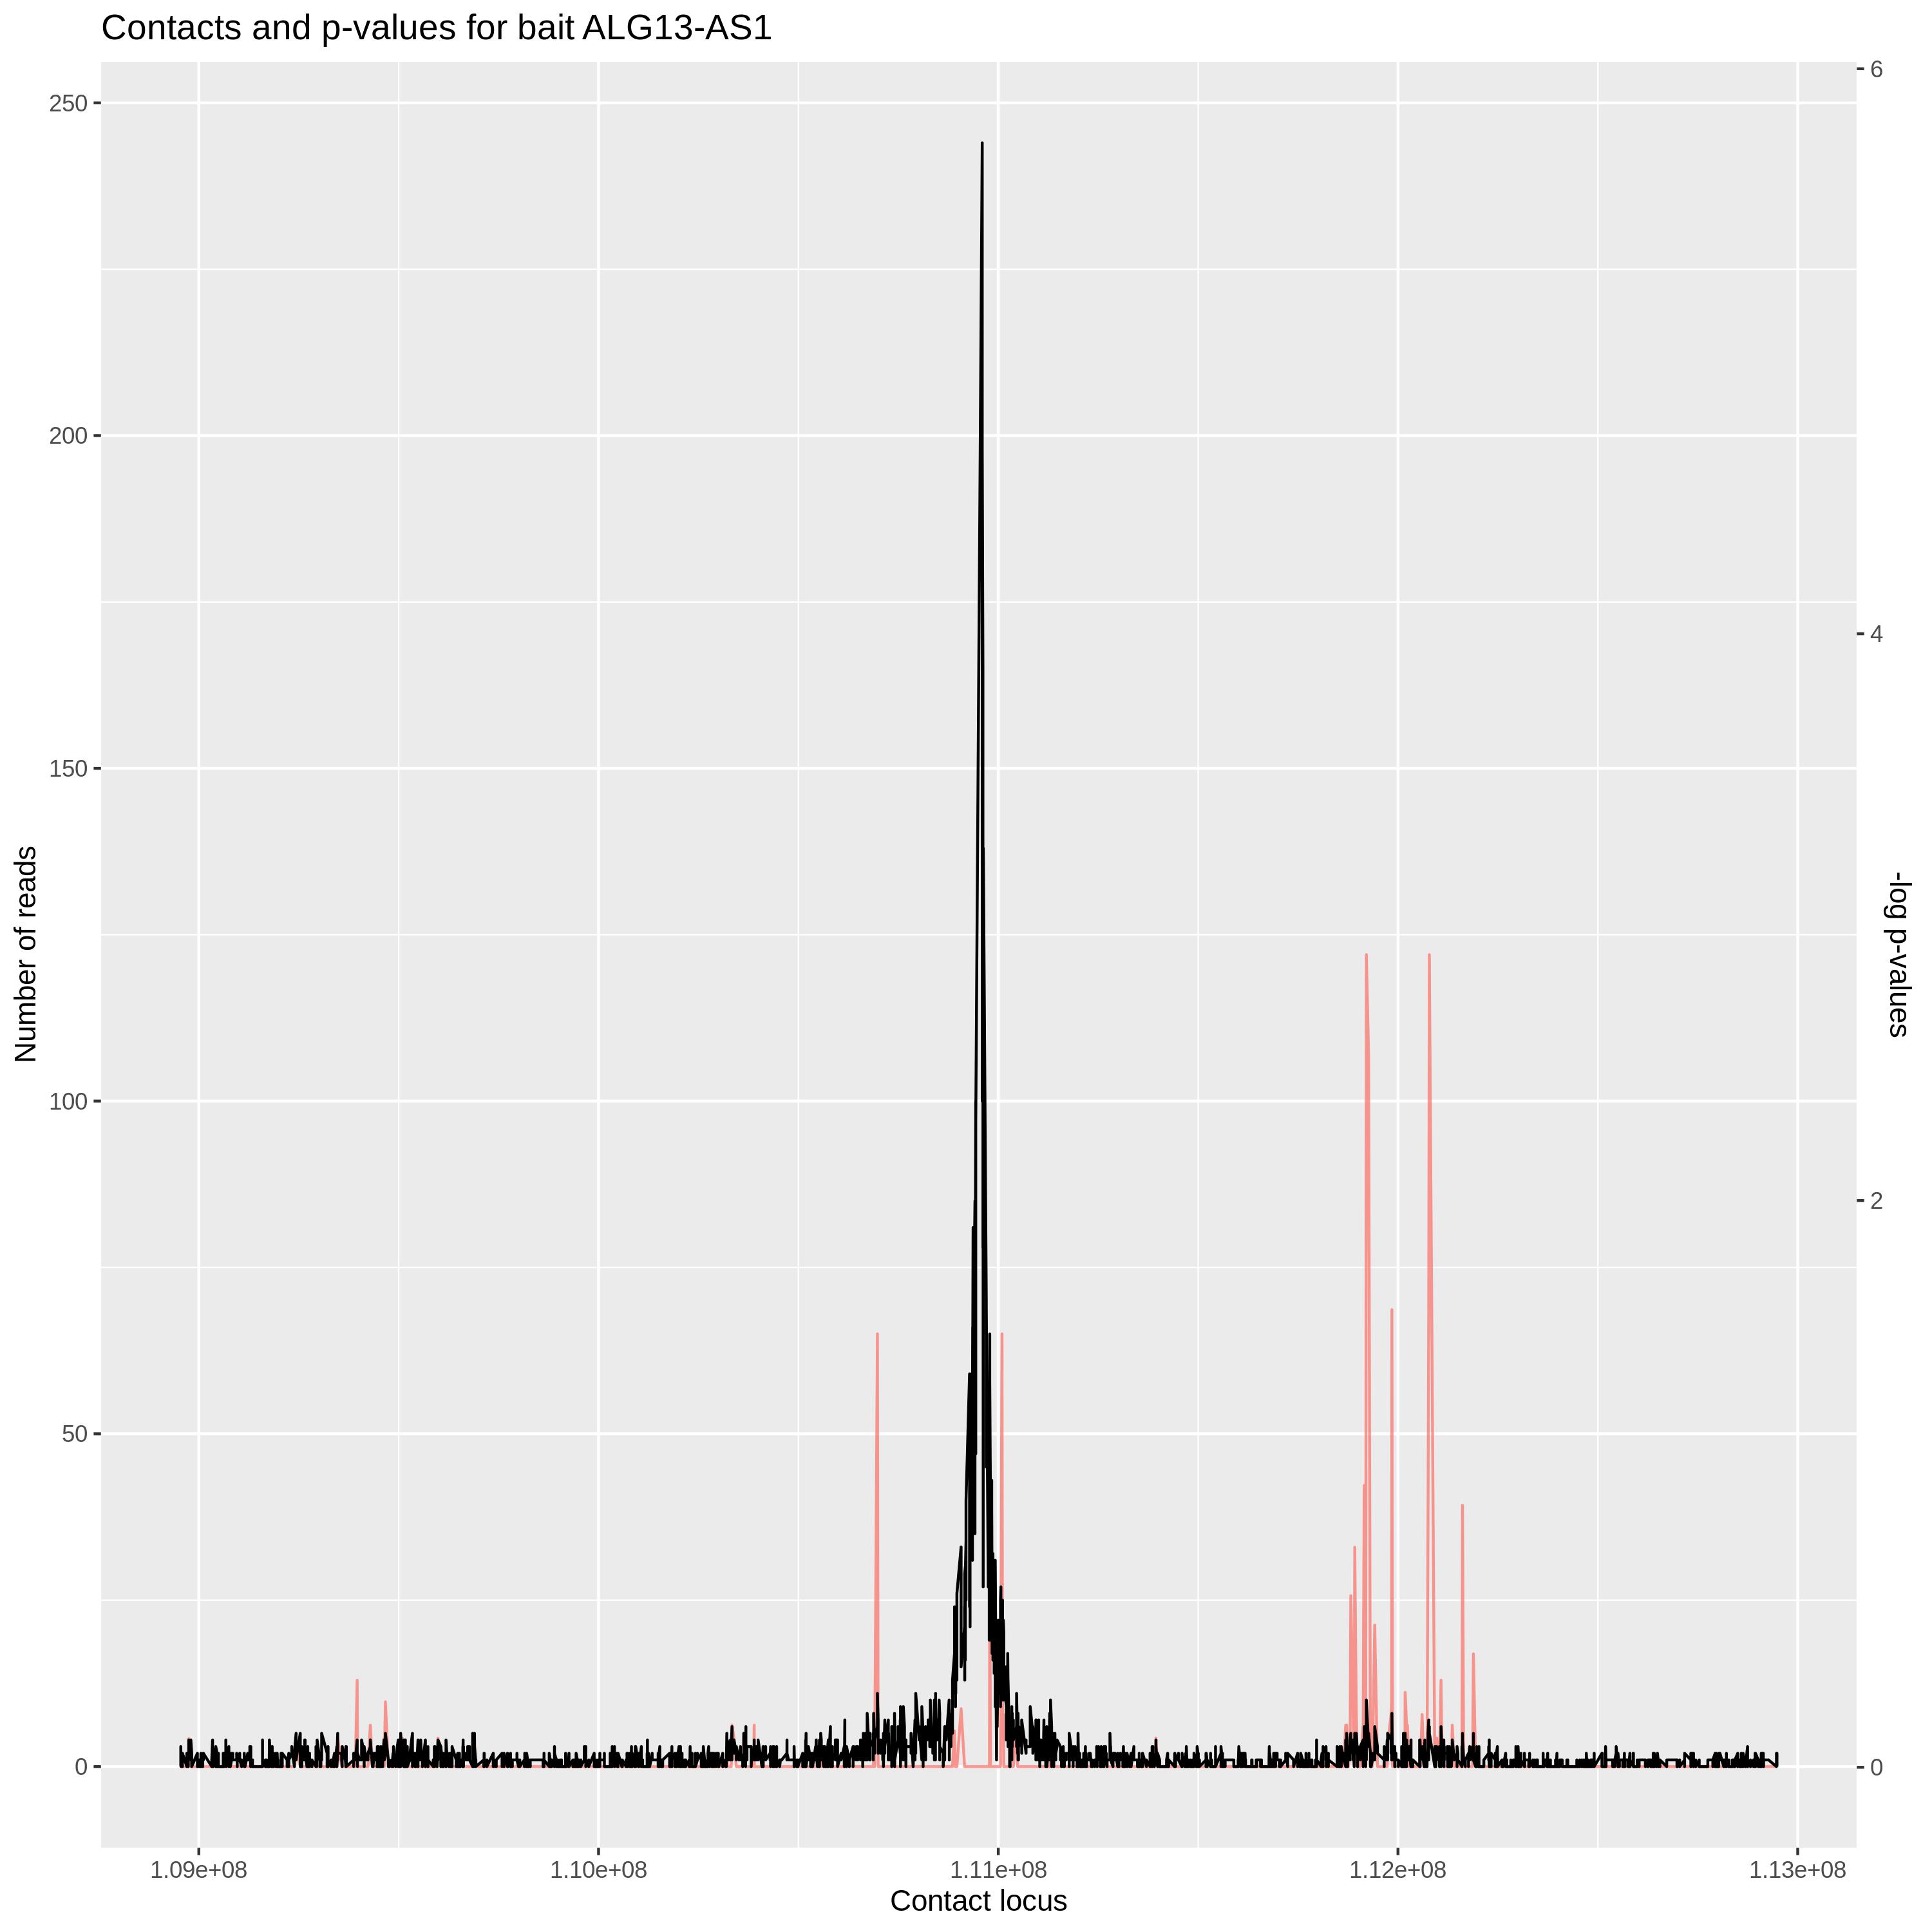 Contacts and p-values for bait ALG13-AS1
250
200
150
100
50
0
Number of reads
6
4
2
0
-log p-values
1.09e+08 1.10e+08 1.11e+08 1.12e+08 1.13e+08
Contact locus